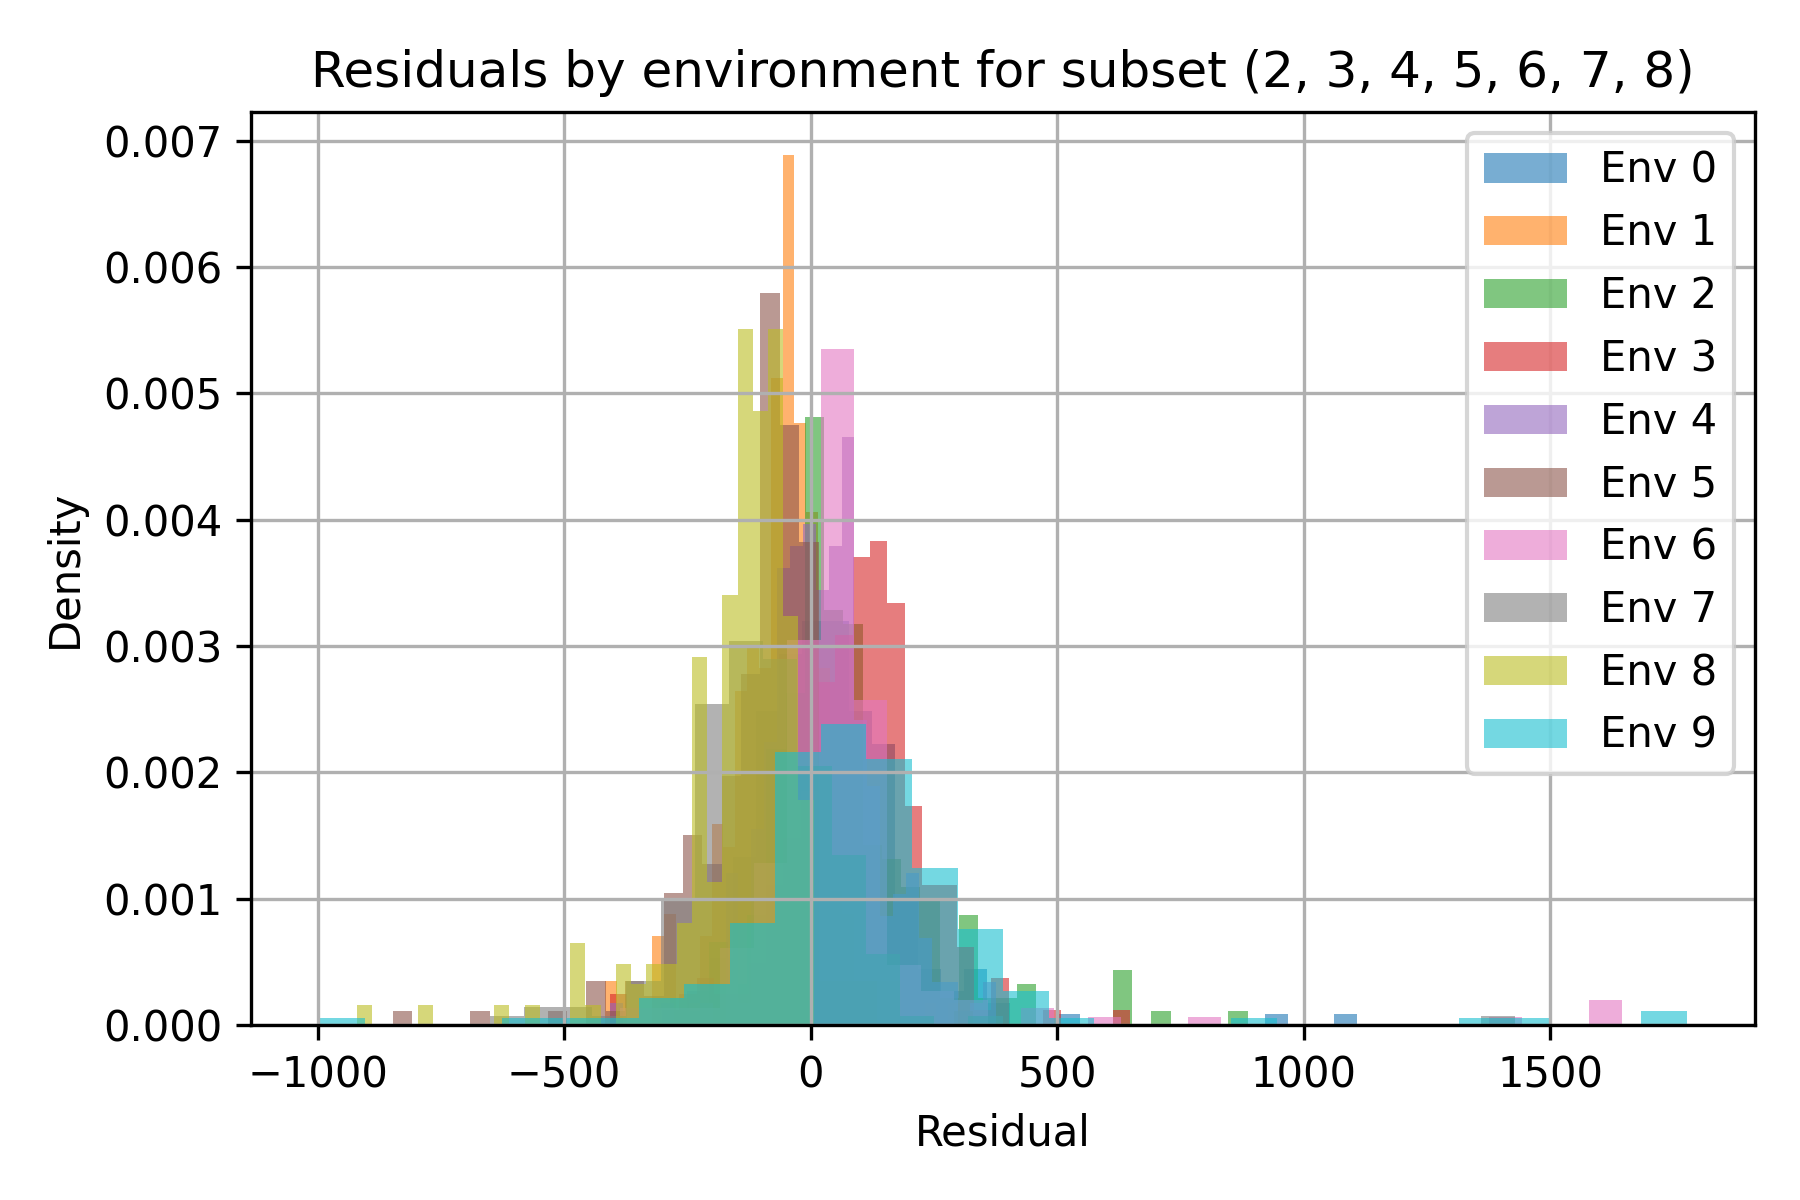 Residuals by environment for subset (2, 3, 4, 5, 6, 7, 8)
0.007
0.006
0.005
0.004
0.003
0.002
0.001
0.000
Density
−1000
−500
0
500
1000
1500
Residual
Env 0
Env 1
Env 2
Env 3
Env 4
Env 5
Env 6
Env 7
Env 8
Env 9